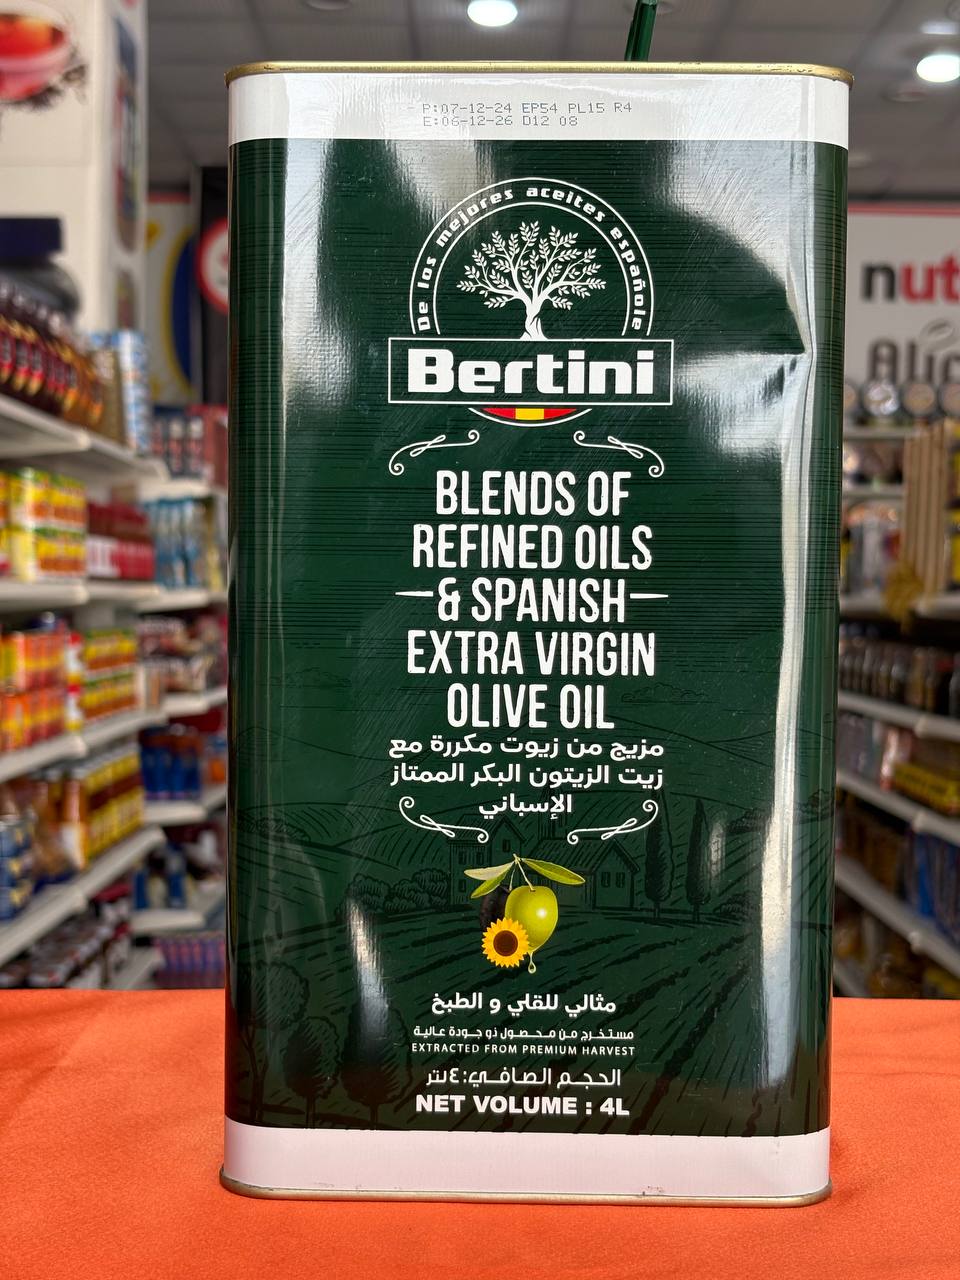 P:07-12-24 EP54 PL15 R4
E:06-12-26 D12 08
De los mejores aceites españole
Bertini
BLENDS OF
REFINED OILS
& SPANISH
EXTRA VIRGIN
OLIVE OIL
مزيج من زيوت مكررة مع
زيت الزيتون البكر الممتاز
الإسباني
مثالي للقلي و الطبخ
مستخرج من محصول ذو جودة عالية
EXTRACTED FROM PREMIUM HARVEST
الحجم الصافي: ٤ لتر
NET VOLUME : 4L
nut